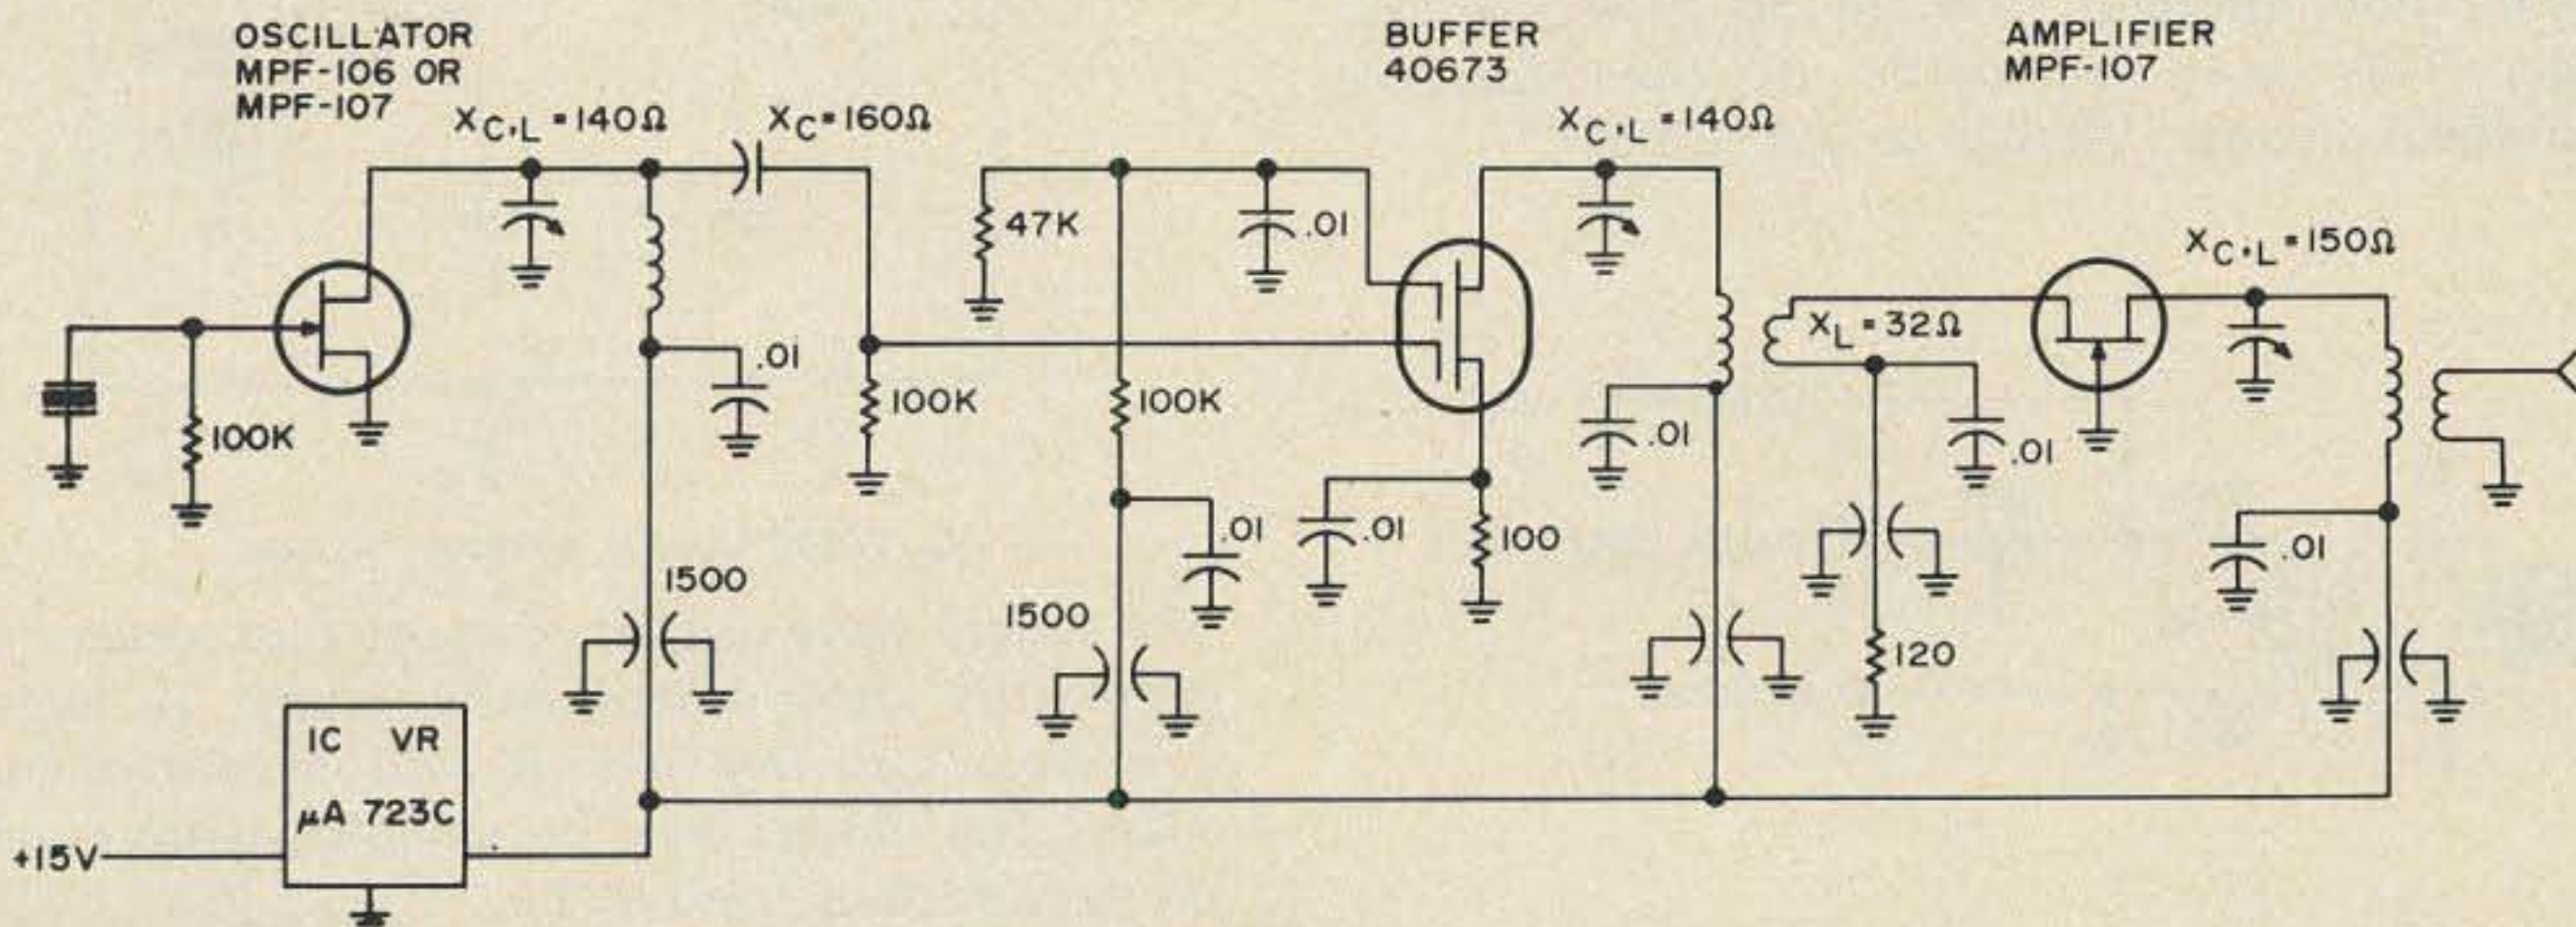 OSCILLATOR
MPF-106 OR
MPF-107
BUFFER
40673
AMPLIFIER
MPF-107
XC,L =140Ω
XC=160Ω
XC,L =140Ω
XC,L =150Ω
47K
.01
XL=32Ω
.01
100K
100K
100K
.01
.01
.01
.01
100
.01
1500
1500
120
IC VR
μA 723C
+15V